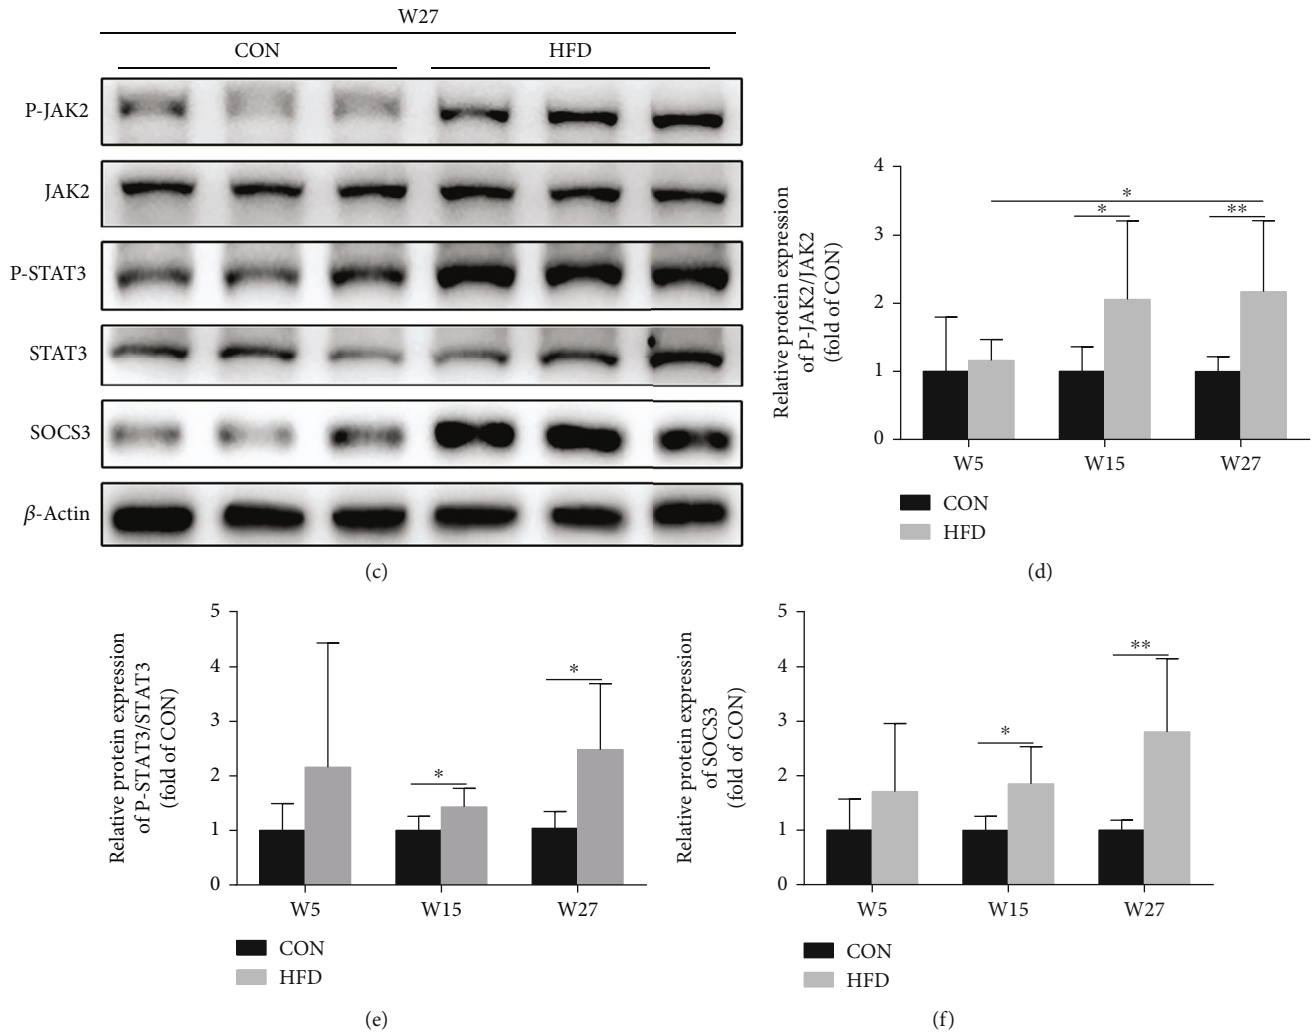 W27
CON HFD
P-JAK2
JAK2
P-STAT3
STAT3
SOCS3
β-Actin
(c)
Relative protein expression
of P-JAK2/JAK2
(fold of CON)
4
3
2
1
0
*
*
**
W5 W15 W27
CON
HFD
(d)
Relative protein expression
of P-STAT3/STAT3
(fold of CON)
5
4
3
2
1
0
*
*
W5 W15 W27
CON
HFD
(e)
Relative protein expression
of SOCS3
(fold of CON)
5
4
3
2
1
0
*
**
W5 W15 W27
CON
HFD
(f)